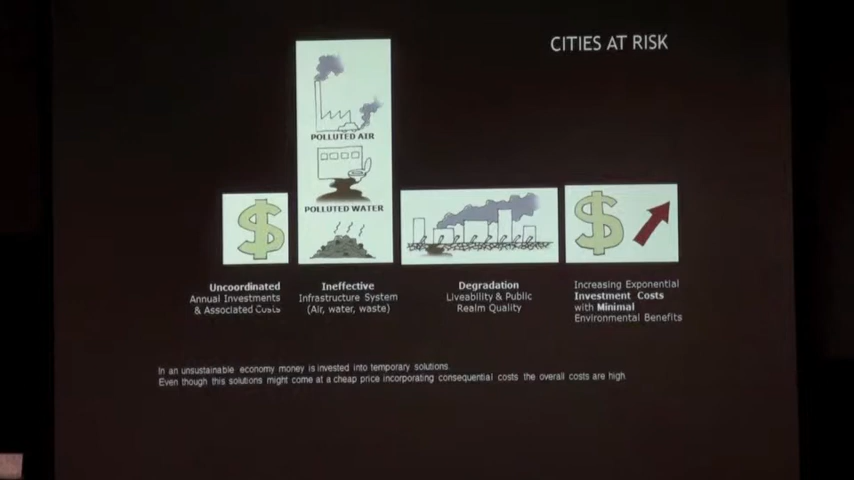 CITIES AT RISK
POLLUTED AIR
POLLUTED WATER
Uncoordinated
Annual Investments
& Associated Costs
Ineffective
Infrastructure System
(Air, water, waste)
Degradation
Liveability & Public
Realm Quality
Increasing Exponential
Investment Costs
with Minimal
Environmental Benefits
In an unsustainable economy money is invested into temporary solutions.
Even though this solutions might come at a cheap price incorporating consequential costs the overall costs are high.